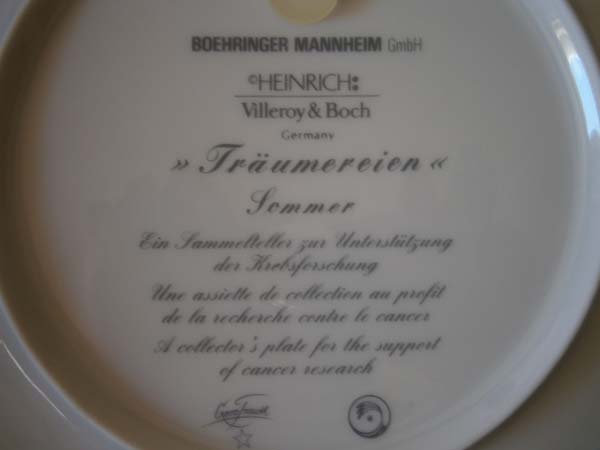 BOEHRINGER MANNHEIM GmbH
©HEINRICH:
Villeroy & Boch
Germany
» Träumereien «
Sommer
Ein Sammelteller zur Unterstützung
der Krebsforschung
Une assiette de collection au profit
de la recherche contre le cancer
A collector's plate for the support
of cancer research